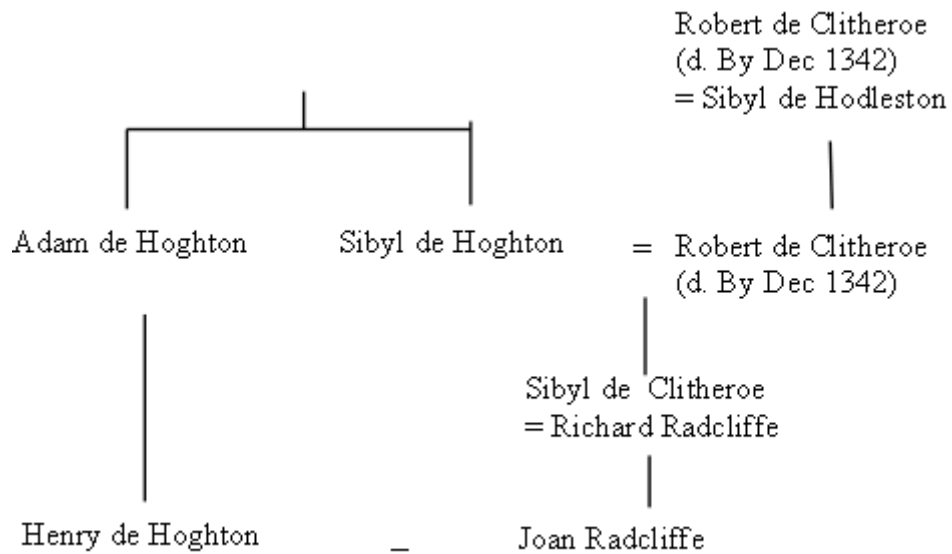 Robert de Clitheroe
(d. By Dec 1342)
= Sibyl de Hodleston
Adam de Hoghton Sibyl de Hoghton = Robert de Clitheroe
(d. By Dec 1342)
Sibyl de Clitheroe
= Richard Radcliffe
Henry de Hoghton _ Joan Radcliffe